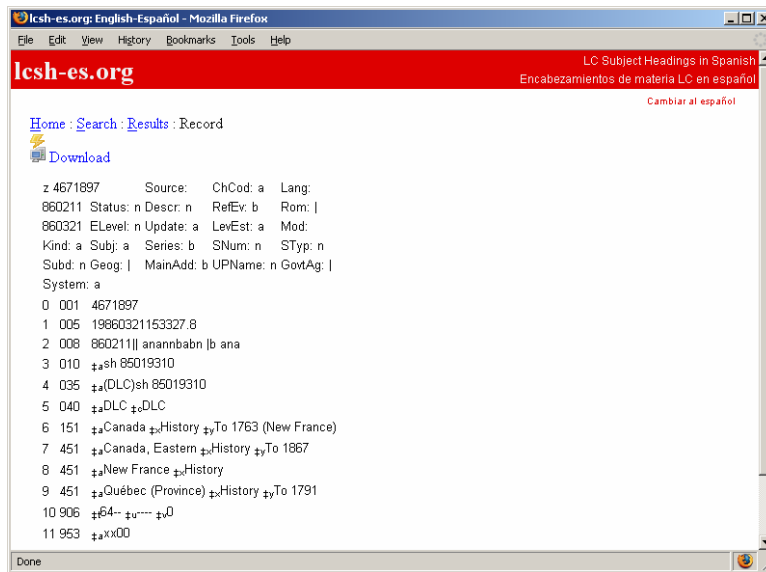 lcsh-es.org: English-Español - Mozilla Firefox
File Edit View History Bookmarks Tools Help
lcsh-es.org
LC Subject Headings in Spanish
Encabezamientos de materia LC en español
Cambiar al español
Home : Search : Results : Record
Download
z 4671897 Source: ChCod: a Lang:
860211 Status: n Descr: n RefEv: b Rom: |
860321 ELevel: n Update: a LevEst: a Mod:
Kind: a Subj: a Series: b SNum: n STyp: n
Subd: n Geog: | MainAdd: b UPName: n GovtAg: |
System: a
0 001 4671897
1 005 19860321153327.8
2 008 860211|| anannbabn |b ana
3 010 ‡ash 85019310
4 035 ‡a(DLC)sh 85019310
5 040 ‡aDLC ‡cDLC
6 151 ‡aCanada ‡xHistory ‡yTo 1763 (New France)
7 451 ‡aCanada, Eastern ‡xHistory ‡yTo 1867
8 451 ‡aNew France ‡xHistory
9 451 ‡aQuébec (Province) ‡xHistory ‡yTo 1791
10 906 ‡t64-- ‡u---- ‡v0
11 953 ‡axx00
Done